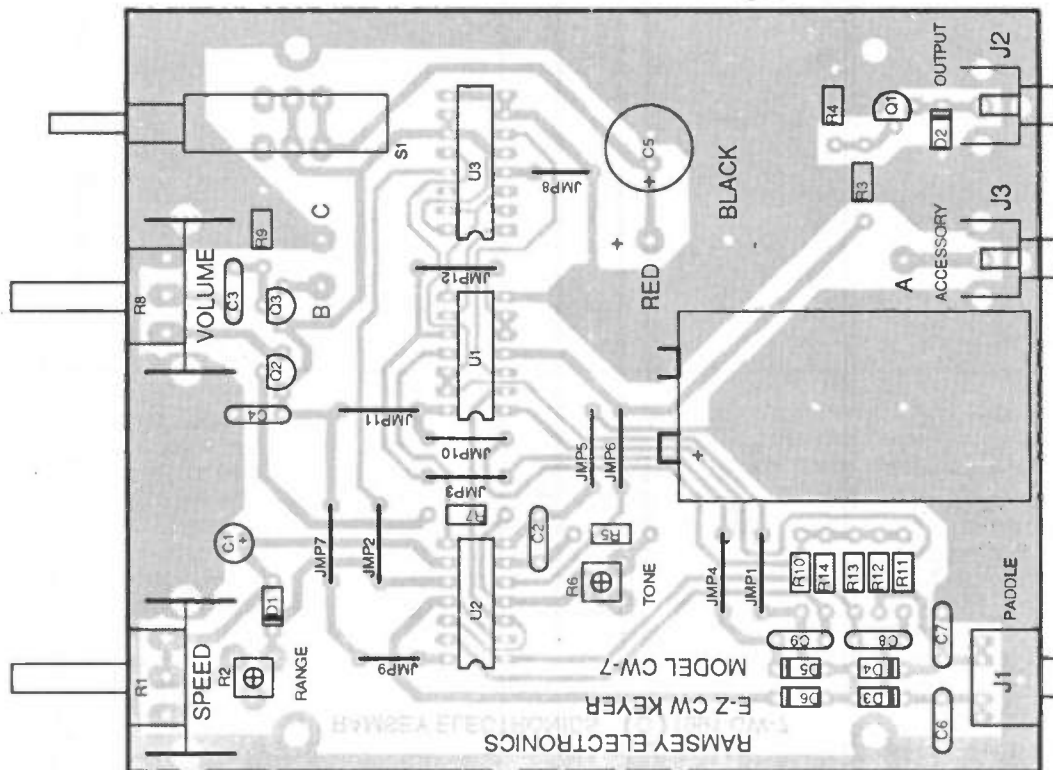 R1
SPEED
R2
RANGE
D1
C1
+
R8
VOLUME
C3
C4
Q2
Q3
R9
B
C
S1
JMP7
JMP2
JMP9
JMP11
JMP10
JMP3
JMP12
U2
U1
U3
JMP8
R7
C2
R6
TONE
JMP5
JMP6
JMP4
JMP1
RED
BLACK
+
+
C5
+
R4
Q1
D2
R3
OUTPUT
J2
A
ACCESSORY
J3
R10
R14
R13
R12
R11
C9
C8
C7
C6
D5
D4
D6
D3
PADDLE
J1
MODEL CW-7
E-Z CW KEYER
RAMSEY ELECTRONICS
RAMSEY ELECTRONICS